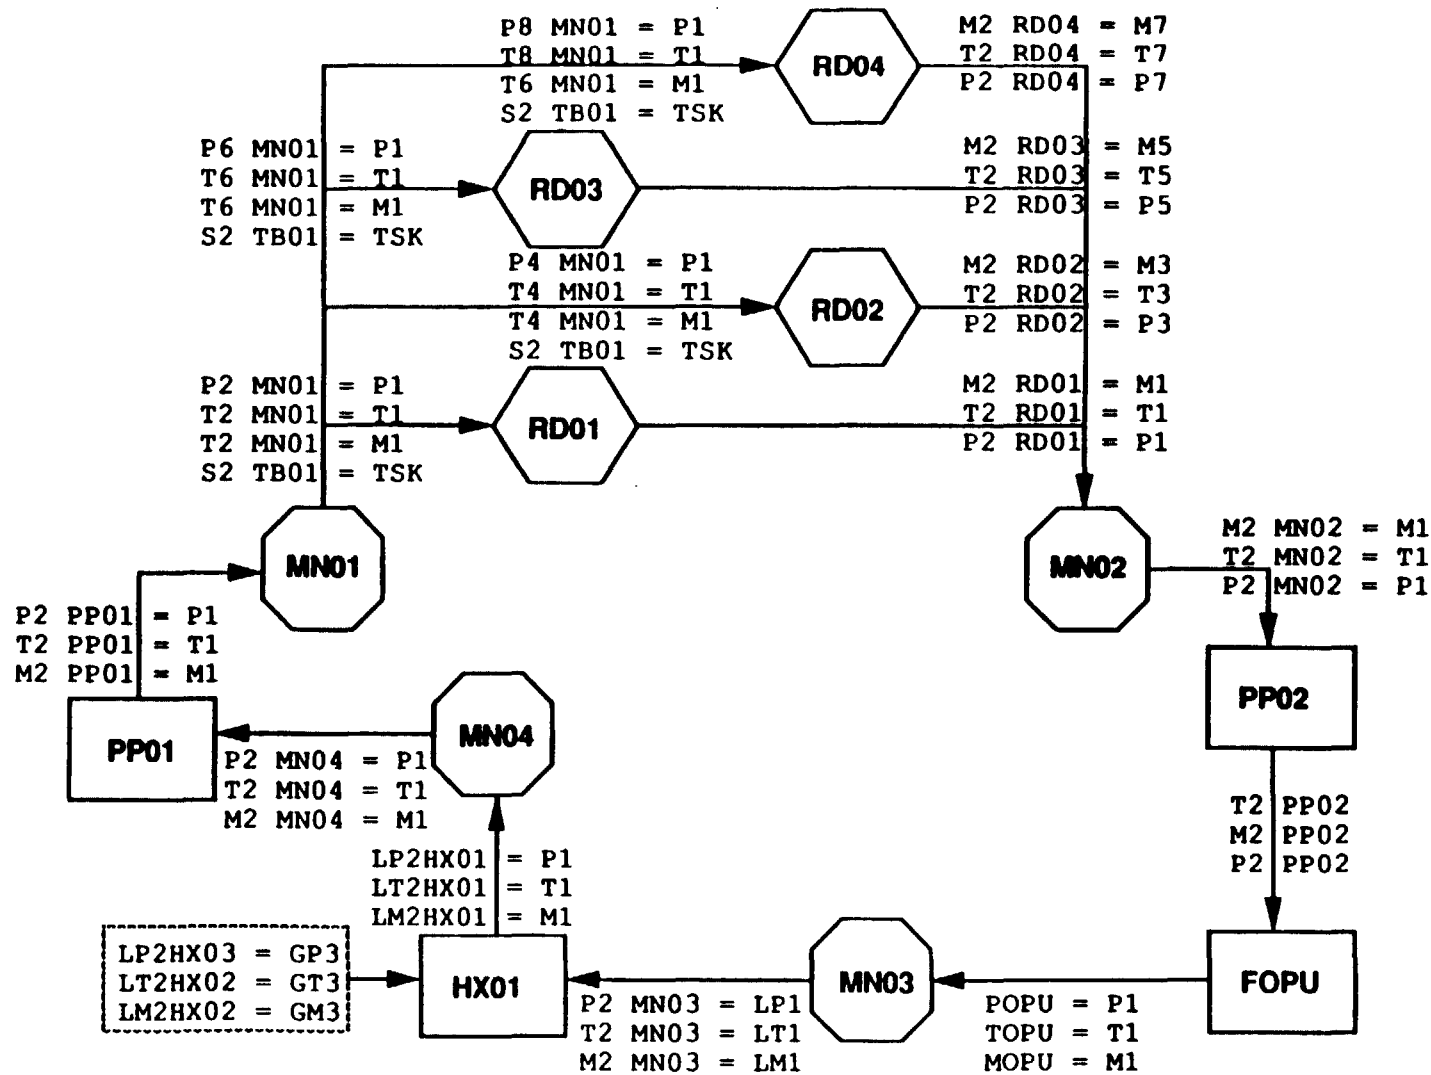 P8 MN01 = P1
T8 MN01 = T1
T6 MN01 = M1
S2 TB01 = TSK
RD04
M2 RD04 = M7
T2 RD04 = T7
P2 RD04 = P7
P6 MN01 = P1
T6 MN01 = T1
T6 MN01 = M1
S2 TB01 = TSK
RD03
M2 RD03 = M5
T2 RD03 = T5
P2 RD03 = P5
P4 MN01 = P1
T4 MN01 = T1
T4 MN01 = M1
S2 TB01 = TSK
RD02
M2 RD02 = M3
T2 RD02 = T3
P2 RD02 = P3
P2 MN01 = P1
T2 MN01 = T1
T2 MN01 = M1
S2 TB01 = TSK
RD01
M2 RD01 = M1
T2 RD01 = T1
P2 RD01 = P1
MN01
MN02
M2 MN02 = M1
T2 MN02 = T1
P2 MN02 = P1
P2 PP01 = P1
T2 PP01 = T1
M2 PP01 = M1
PP01
MN04
PP02
P2 MN04 = P1
T2 MN04 = T1
M2 MN04 = M1
T2 PP02
M2 PP02
P2 PP02
LP2HX01 = P1
LT2HX01 = T1
LM2HX01 = M1
LP2HX03 = GP3
LT2HX02 = GT3
LM2HX02 = GM3
HX01
MN03
FOPU
P2 MN03 = LP1
T2 MN03 = LT1
M2 MN03 = LM1
POPU = P1
TOPU = T1
MOPU = M1